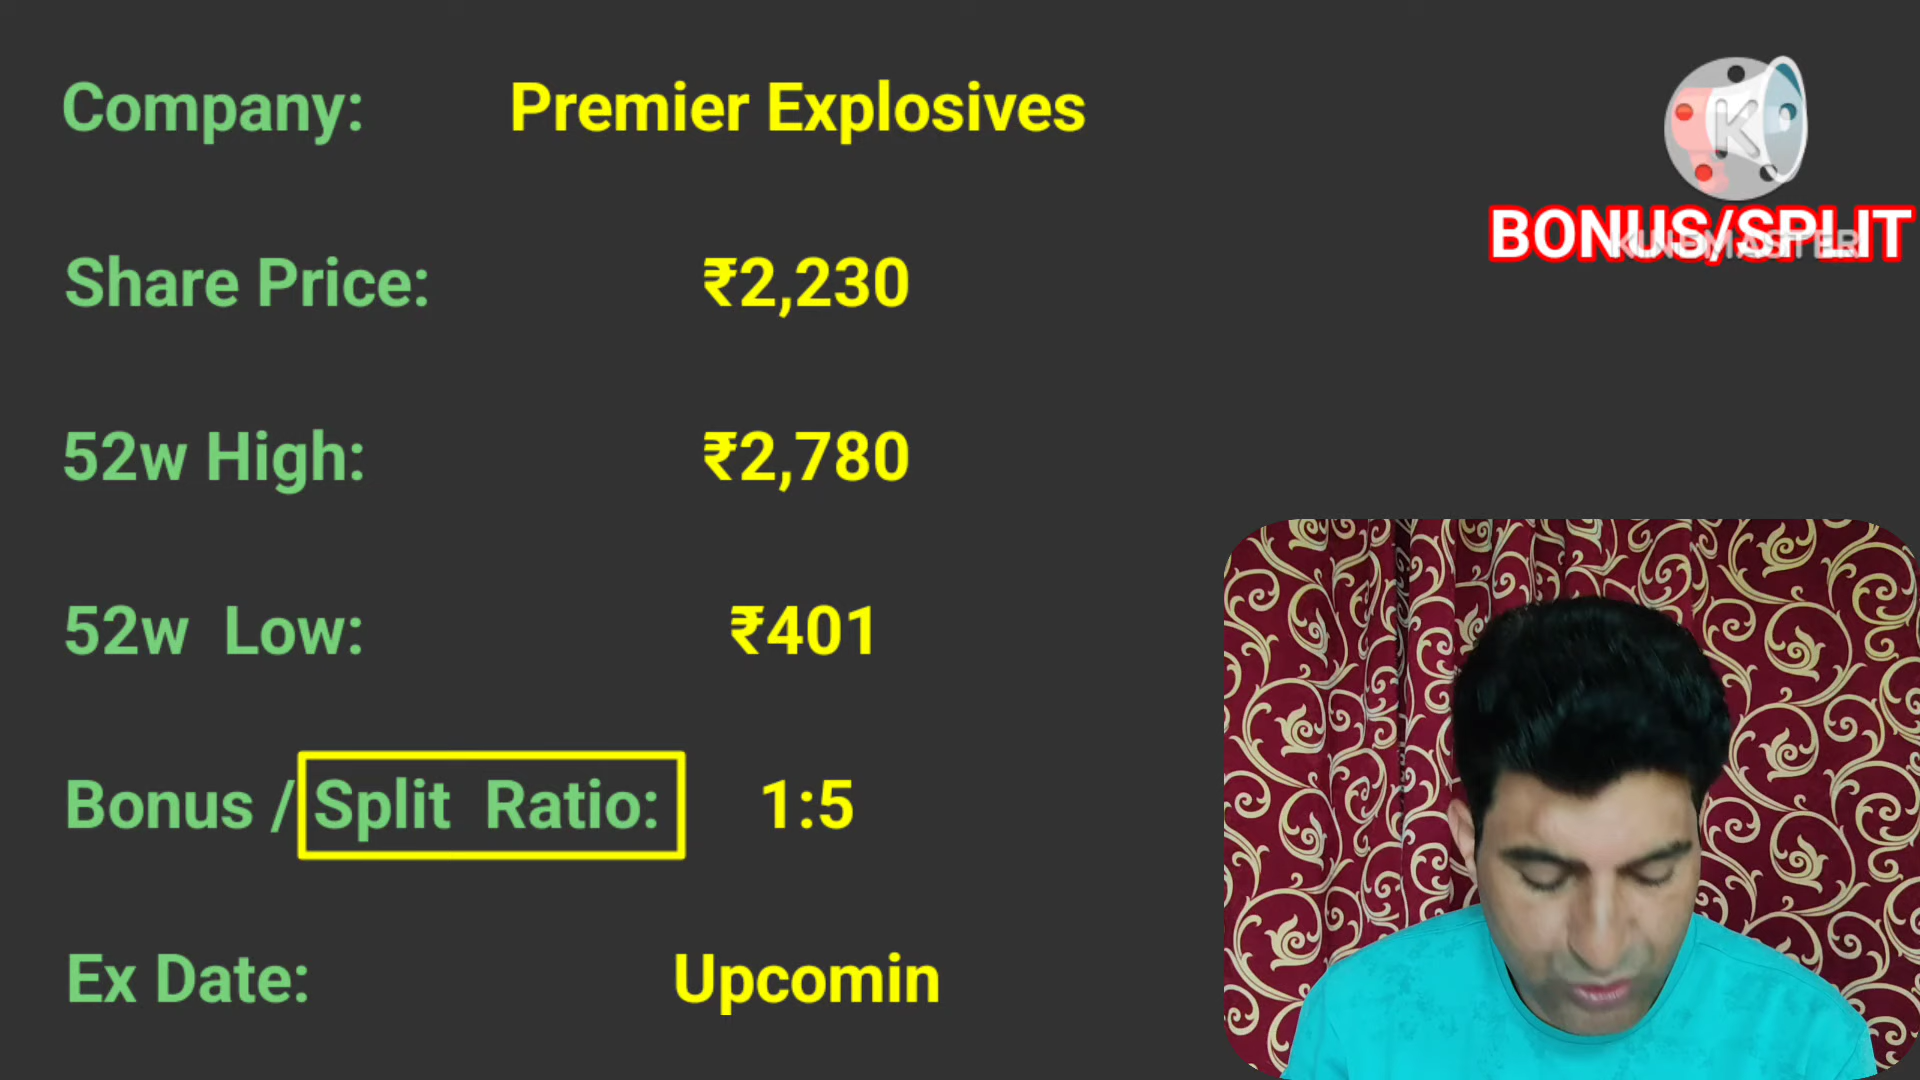 Company: Premier Explosives
Share Price: ₹2,230
52w High: ₹2,780
52w Low: ₹401
Bonus / Split Ratio: 1:5
Ex Date: Upcomin
K
BONUS/SPLIT
KINEMASTER